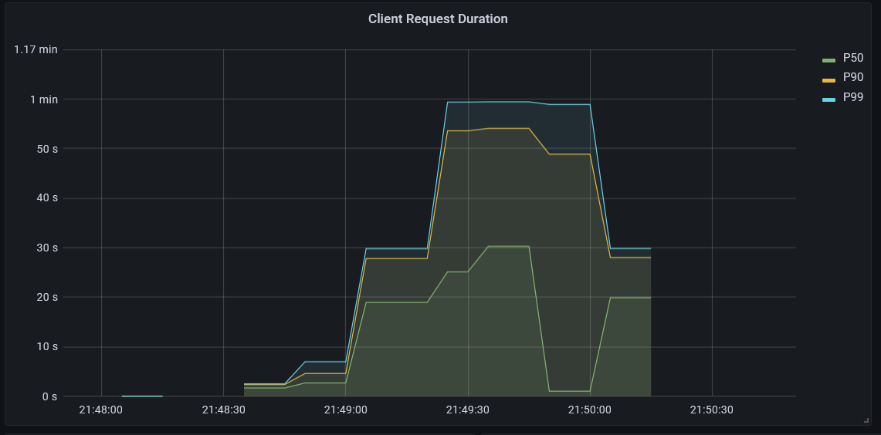 Client Request Duration
1.17 min
1 min
50 s
40 s
30 s
20 s
10 s
0 s
21:48:00 21:48:30 21:49:00 21:49:30 21:50:00 21:50:30
P50
P90
P99